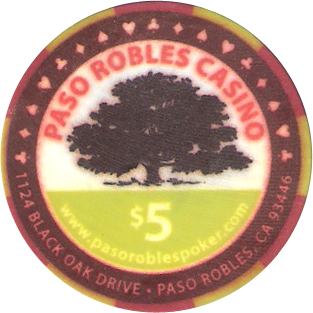 PASO ROBLES CASINO
$5
www.pasoroblespoker.com
1124 BLACK OAK DRIVE • PASO ROBLES, CA 93446